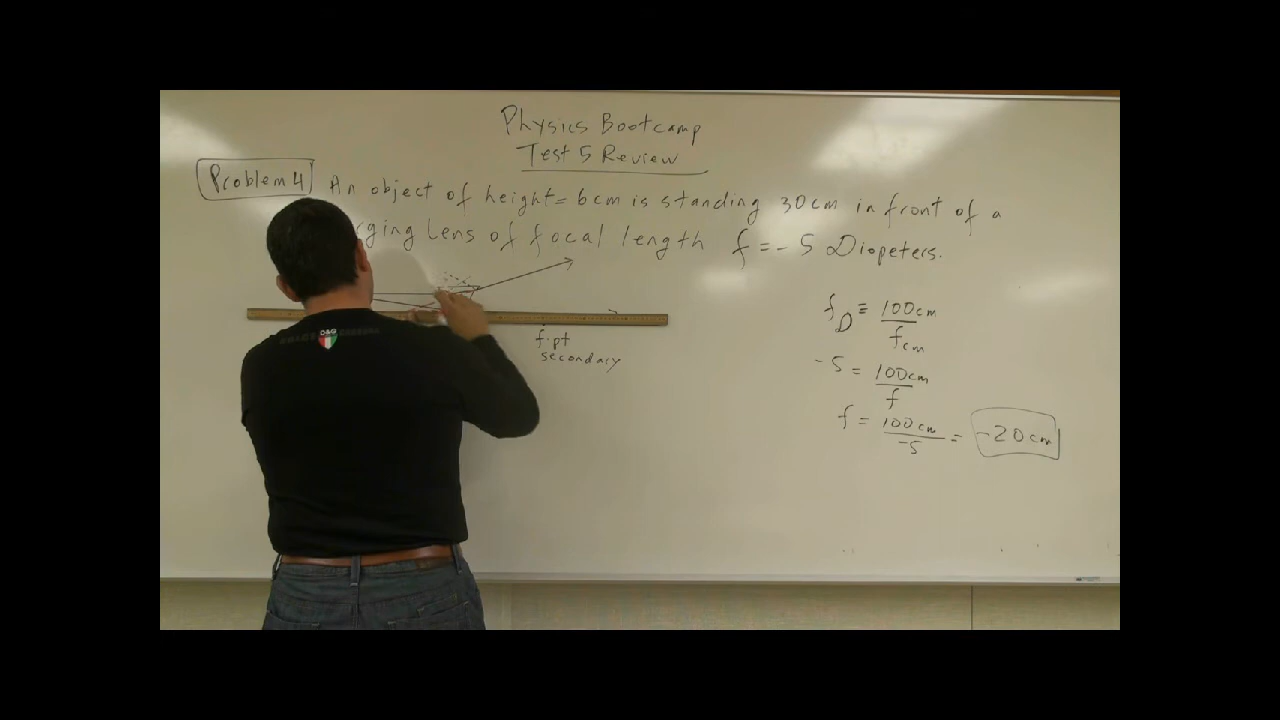 Physics Bootcamp
Test 5 Review
Problem 4 An object of height = 6cm is standing 30cm in front of a
rging Lens of focal length f = - 5 Diopeters.
f.pt
secondary
f_D = 100cm / f_cm
-5 = 100cm / f
f = 100cm / -5 = -20cm
D&G